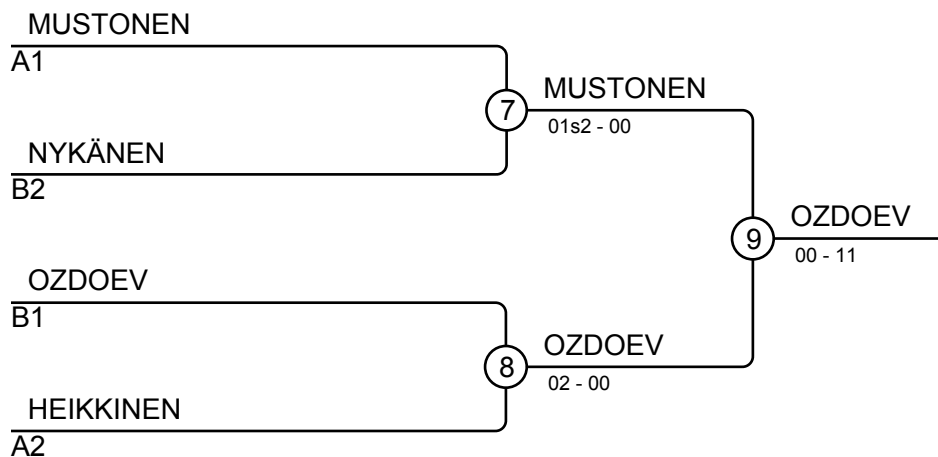 MUSTONEN
A1
7
MUSTONEN
01s2 - 00
NYKÄNEN
B2
9
OZDOEV
00 - 11
OZDOEV
B1
8
OZDOEV
02 - 00
HEIKKINEN
A2